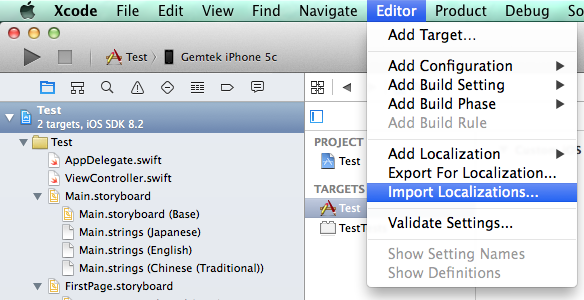 Xcode File Edit View Find Navigate Editor Product Debug So
Test Gemtek iPhone 5c
Test
2 targets, iOS SDK 8.2
Test
AppDelegate.swift
ViewController.swift
Main.storyboard
Main.storyboard (Base)
Main.strings (Japanese)
Main.strings (English)
Main.strings (Chinese (Traditional))
FirstPage.storyboard
PROJECT
Test
TARGETS
Test
TestT
Add Target...
Add Configuration
Add Build Setting
Add Build Phase
Add Build Rule
Add Localization
Export For Localization...
Import Localizations...
Validate Settings...
Show Setting Names
Show Definitions